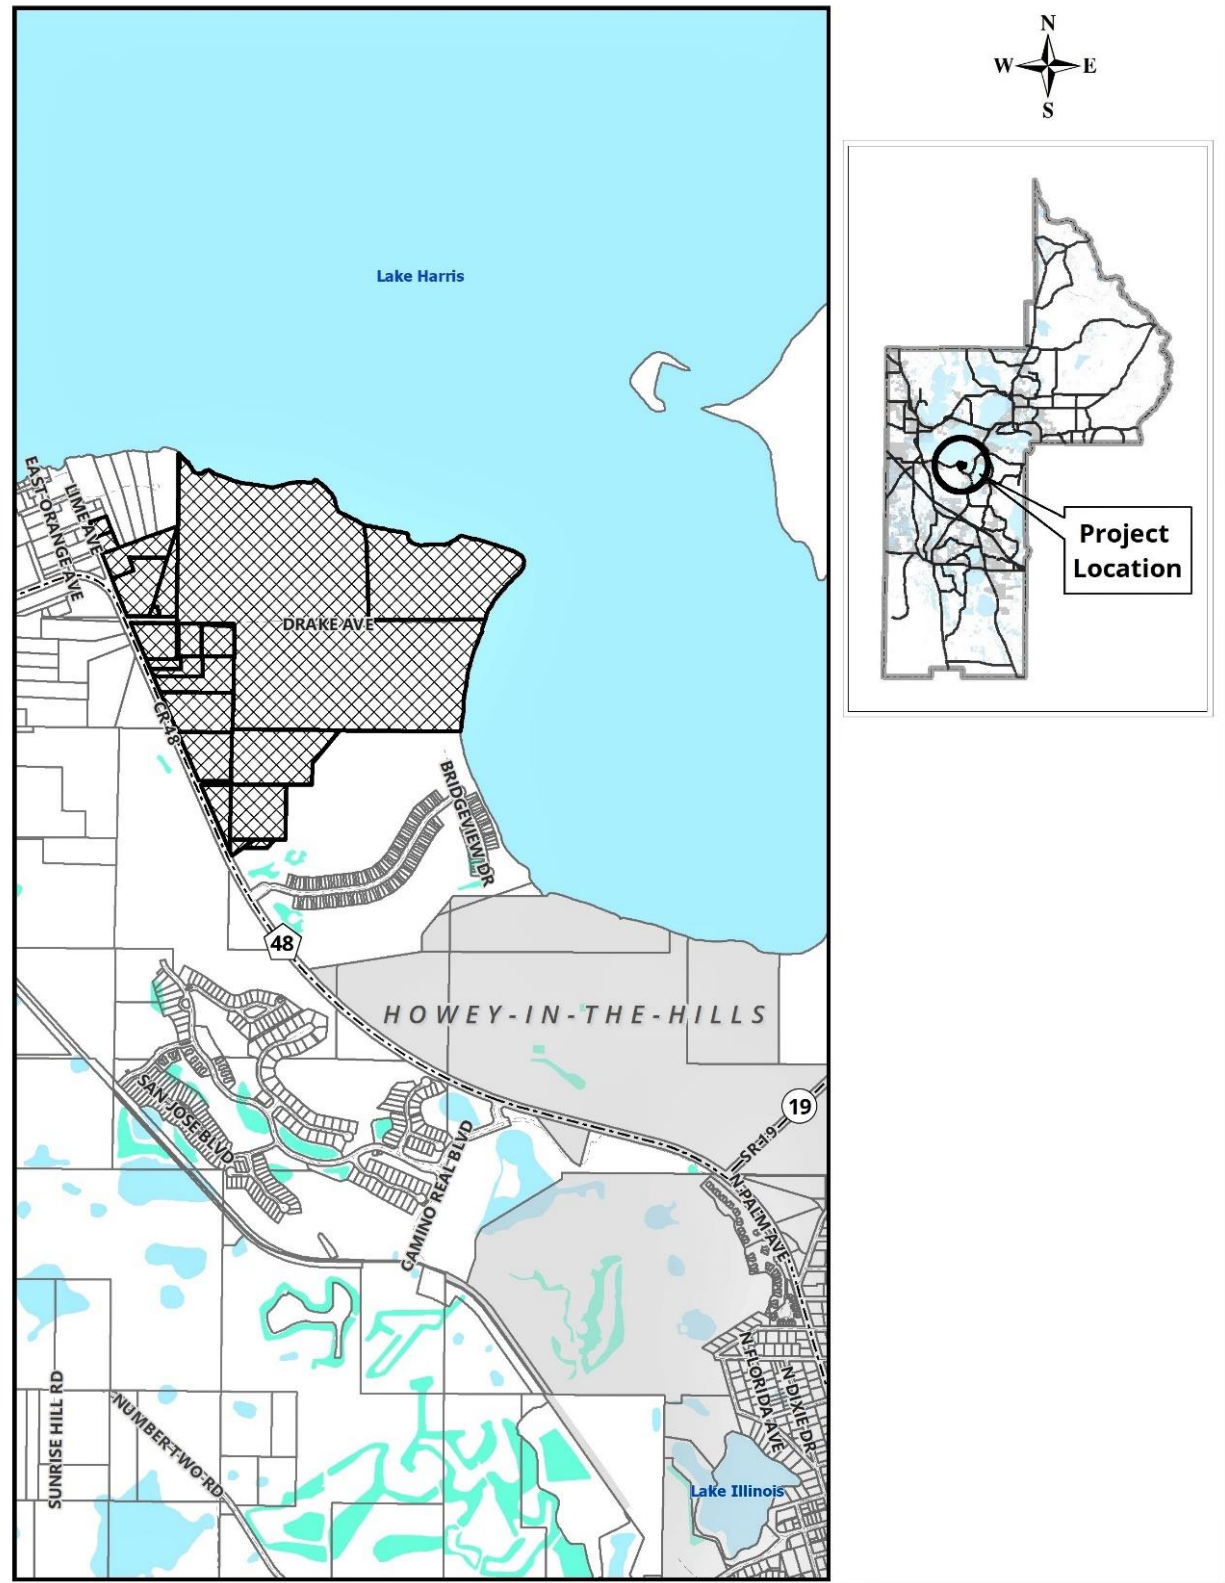 N
W E
S
Lake Harris
EAST ORANGE AVE
LIME AVE
DRAKE AVE
Project
Location
CR 48
BRIDGEVIEW DR
48
HOWEY-IN-THE-HILLS
SAN JOSE BLVD
19
SR 19
CAMINO REAL BLVD
N PALM AVE
N FLORIDA AVE
N DIXIE DR
SUNRISE HILL RD
NUMBER TWO RD
Lake Illinois